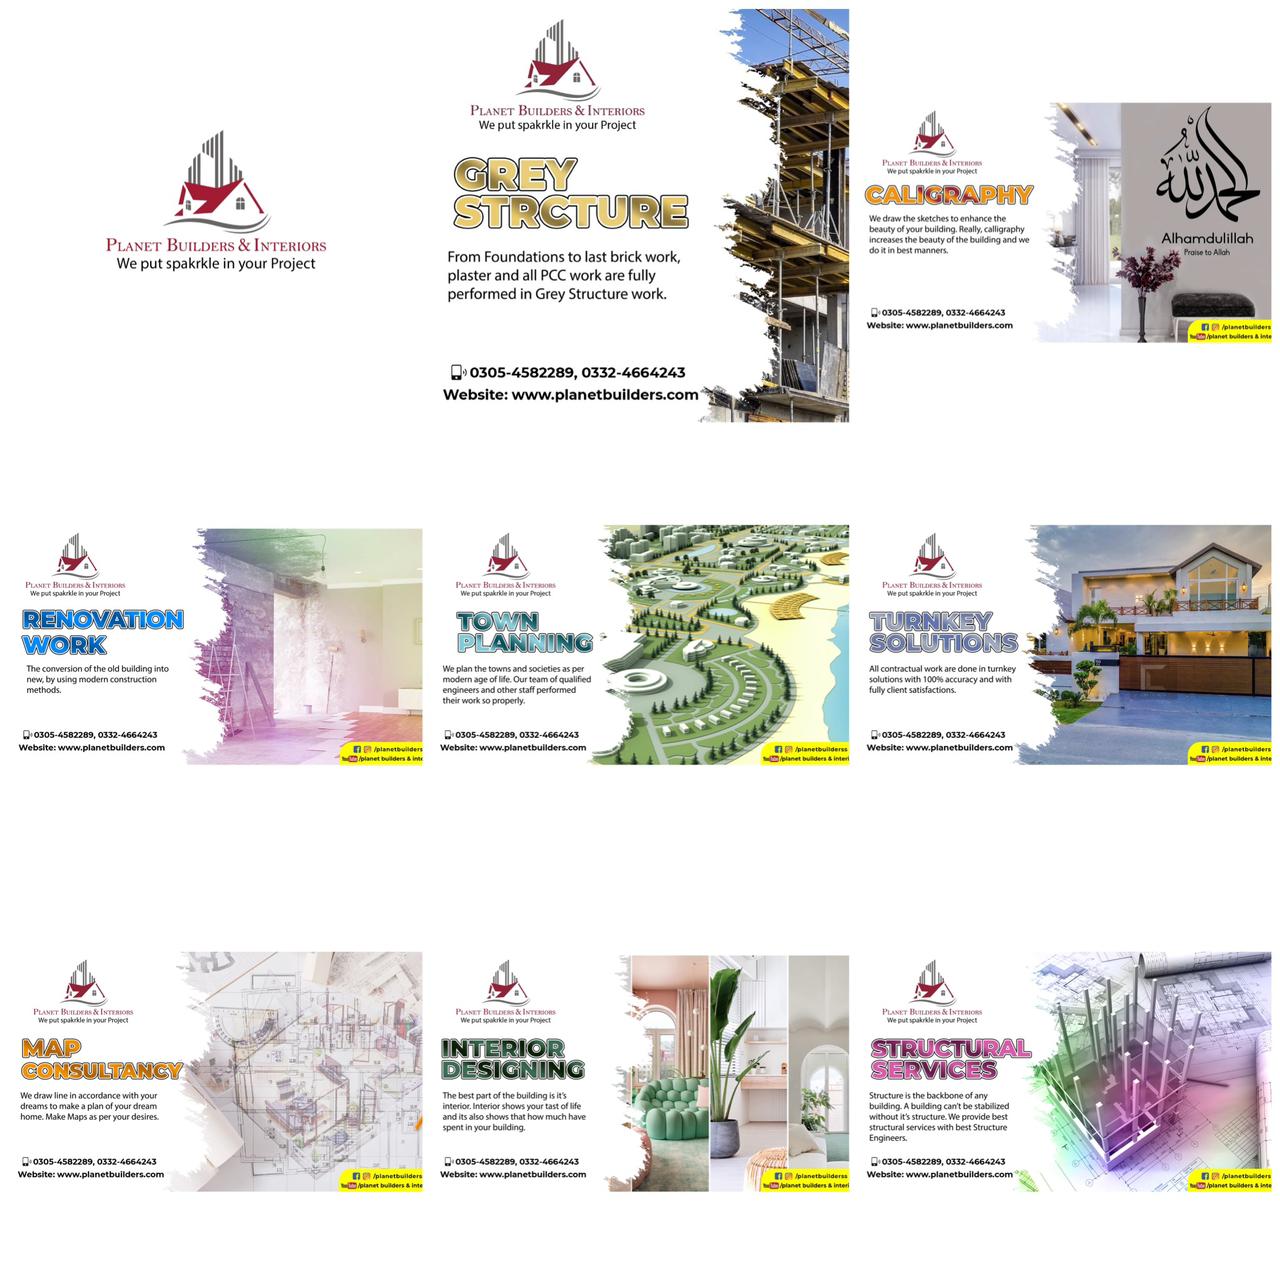 PLANET BUILDERS & INTERIORS
We put spakrkle in your Project
PLANET BUILDERS & INTERIORS
We put spakrkle in your Project
GREY
STRCTURE
From Foundations to last brick work,
plaster and all PCC work are fully
performed in Grey Structure work.
0305-4582289, 0332-4664243
Website: www.planetbuilders.com
PLANET BUILDERS & INTERIORS
We put spakrkle in your Project
CALIGRAPHY
We draw the sketches to enhance the
beauty of your building. Really, calligraphy
increases the beauty of the building and we
do it in best manners.
0305-4582289, 0332-4664243
Website: www.planetbuilders.com
الحمدلله
Alhamdulillah
Praise to Allah
/planetbuilders
YouTube /planet builders & inte
PLANET BUILDERS & INTERIORS
We put spakrkle in your Project
RENOVATION
WORK
The conversion of the old building into
new, by using modern construction
methods.
0305-4582289, 0332-4664243
Website: www.planetbuilders.com
/planetbuilders
YouTube /planet builders & inte
PLANET BUILDERS & INTERIORS
We put spakrkle in your Project
TOWN
PLANNING
We plan the towns and societies as per
modern age of life. Our team of qualified
engineers and other staff performed
their work so properly.
0305-4582289, 0332-4664243
Website: www.planetbuilders.com
/planetbuilderss
YouTube /planet builders & interi
PLANET BUILDERS & INTERIORS
We put spakrkle in your Project
TURNKEY
SOLUTIONS
All contractual work are done in turnkey
solutions with 100% accuracy and with
fully client satisfactions.
0305-4582289, 0332-4664243
Website: www.planetbuilders.com
/planetbuilders
YouTube /planet builders & inte
PLANET BUILDERS & INTERIORS
We put spakrkle in your Project
MAP
CONSULTANCY
We draw line in accordance with your
dreams to make a plan of your dream
home. Make Maps as per your desires.
0305-4582289, 0332-4664243
Website: www.planetbuilders.com
/planetbuilders
YouTube /planet builders & inte
PLANET BUILDERS & INTERIORS
We put spakrkle in your Project
INTERIOR
DESIGNING
The best part of the building is it's
interior. Interior shows your tast of life
and its also shows that how much have
spent in your building.
0305-4582289, 0332-4664243
Website: www.planetbuilders.com
/planetbuilderss
YouTube /planet builders & interi
PLANET BUILDERS & INTERIORS
We put spakrkle in your Project
STRUCTURAL
SERVICES
Structure is the backbone of any
building. A building can't be stabilized
without it's structure. We provide best
structural services with best Structure
Engineers.
0305-4582289, 0332-4664243
Website: www.planetbuilders.com
/planetbuilders
YouTube /planet builders & inte